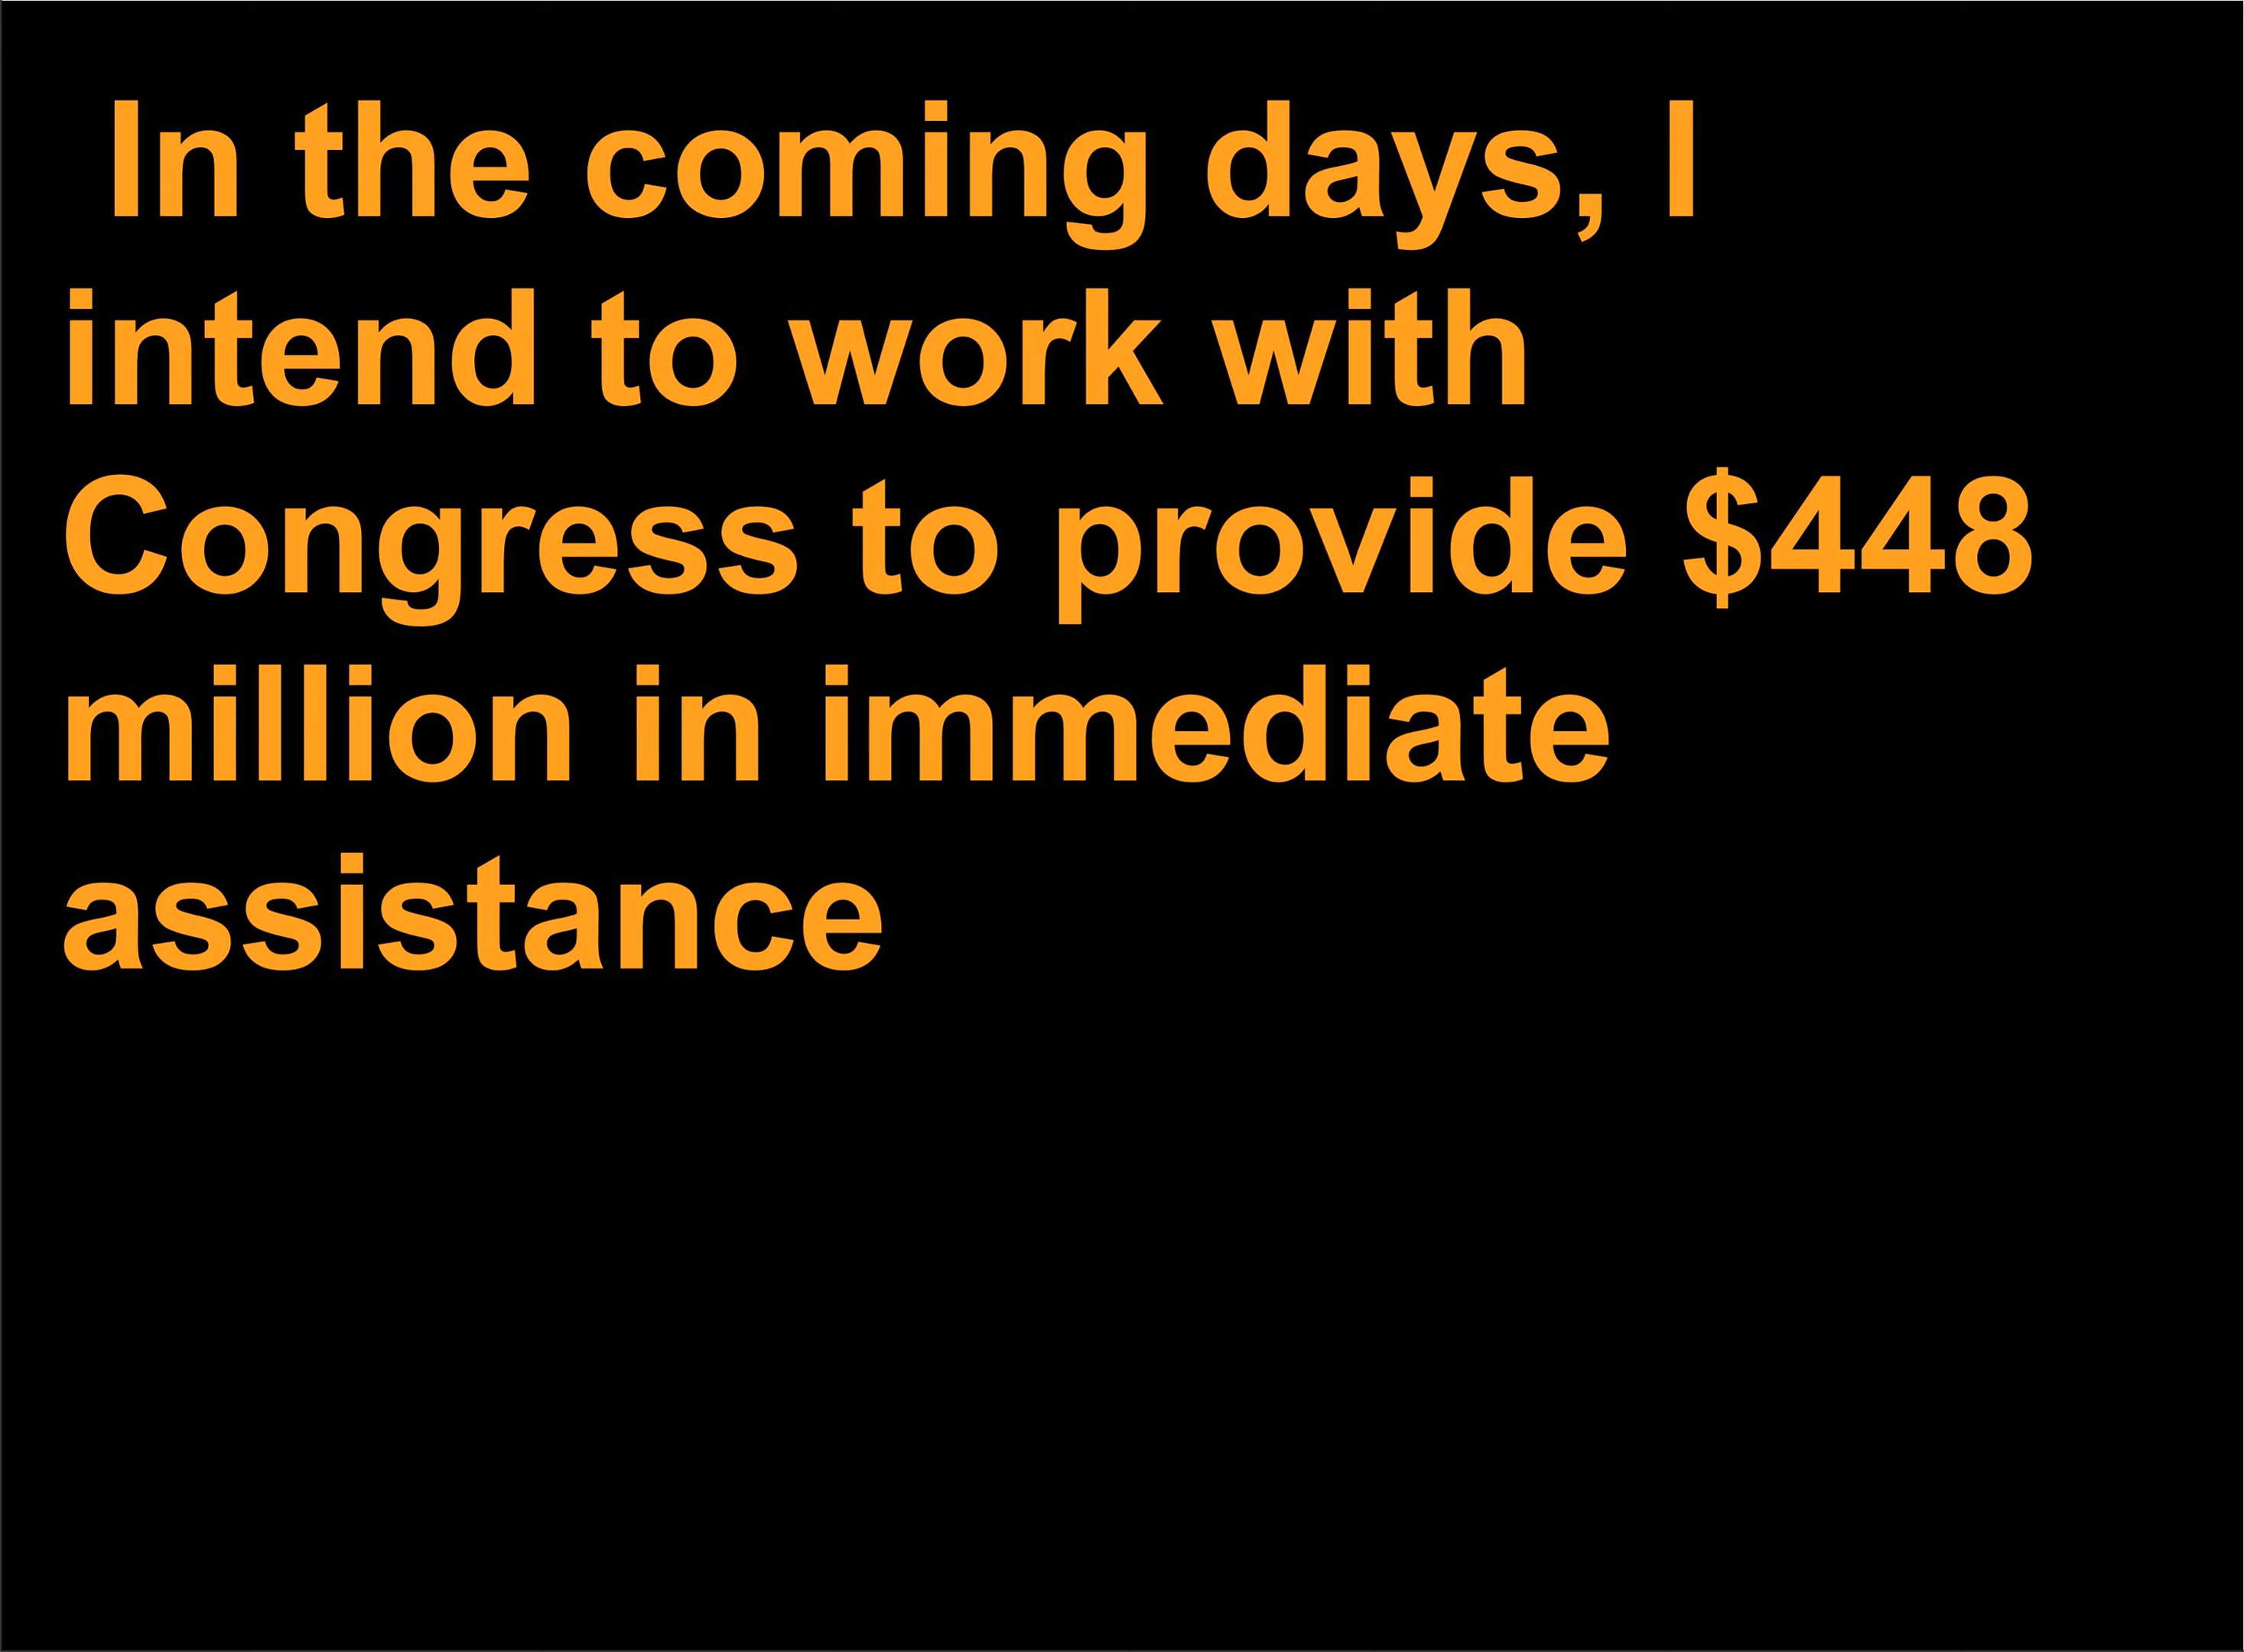 In the coming days, I
intend to work with
Congress to provide $448
million in immediate
assistance